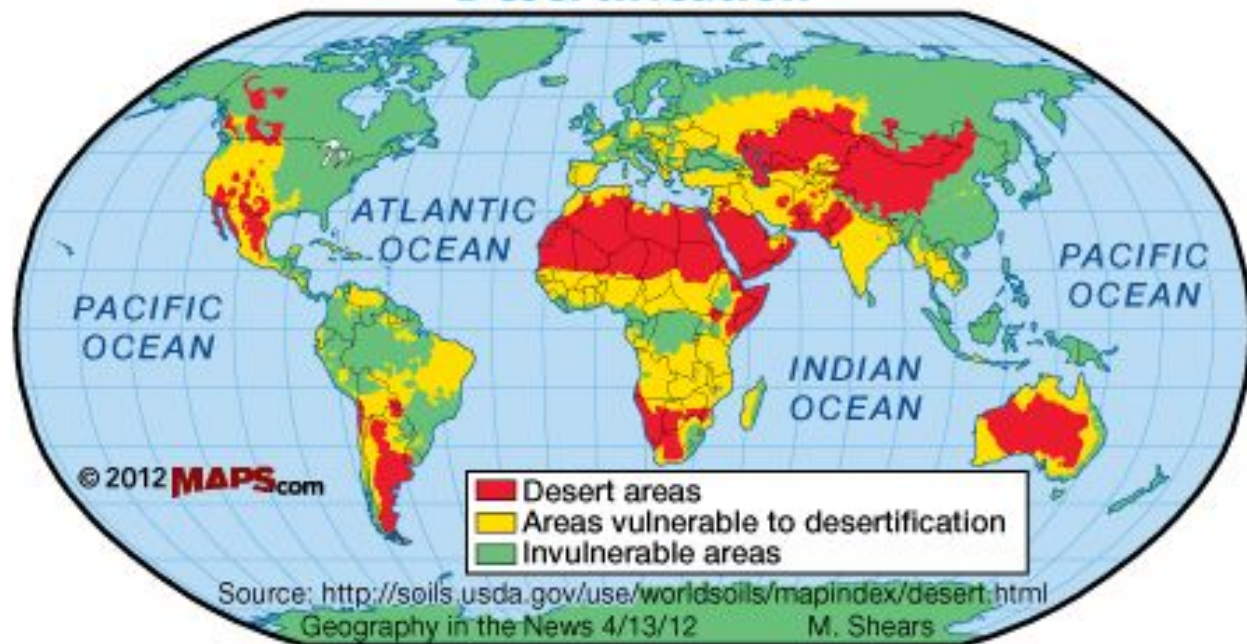 Desertification
ATLANTIC
OCEAN
PACIFIC
OCEAN
PACIFIC
OCEAN
INDIAN
OCEAN
© 2012 MAPS.com
Desert areas
Areas vulnerable to desertification
Invulnerable areas
Source: http://soils.usda.gov/use/worldsoils/mapindex/desert.html
Geography in the News 4/13/12 M. Shears